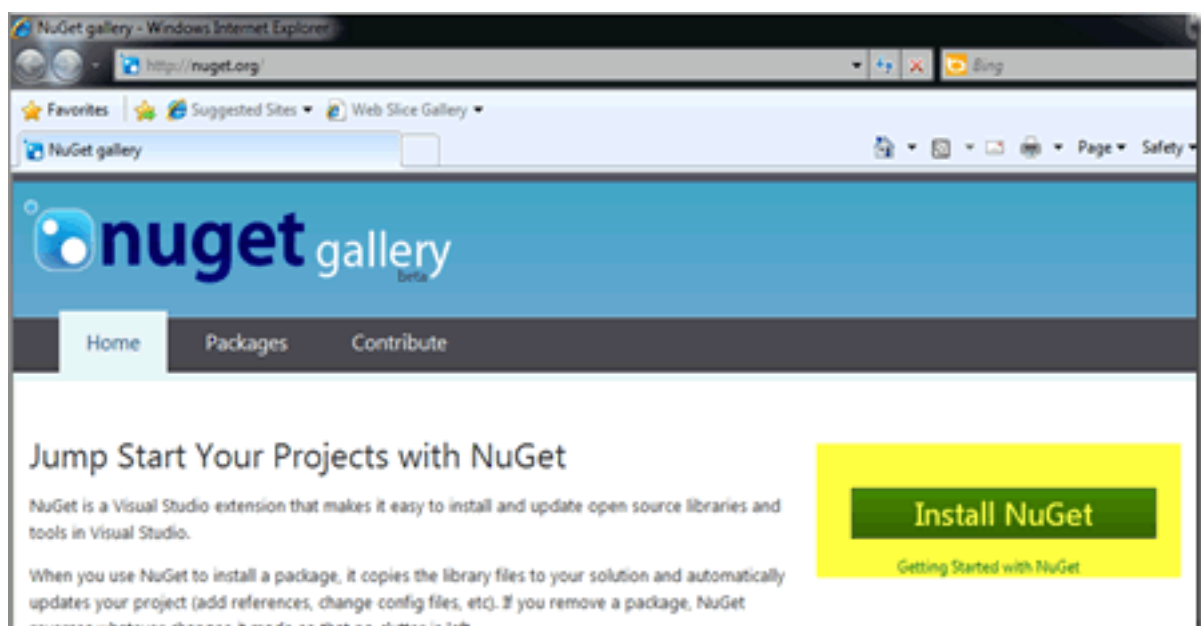 NuGet gallery - Windows Internet Explorer
http://nuget.org/
Bing
Favorites Suggested Sites Web Slice Gallery
NuGet gallery
Page Safety
nuget gallery
beta
Home Packages Contribute
Jump Start Your Projects with NuGet
NuGet is a Visual Studio extension that makes it easy to install and update open source libraries and
tools in Visual Studio.
When you use NuGet to install a package, it copies the library files to your solution and automatically
updates your project (add references, change config files, etc). If you remove a package, NuGet
Install NuGet
Getting Started with NuGet